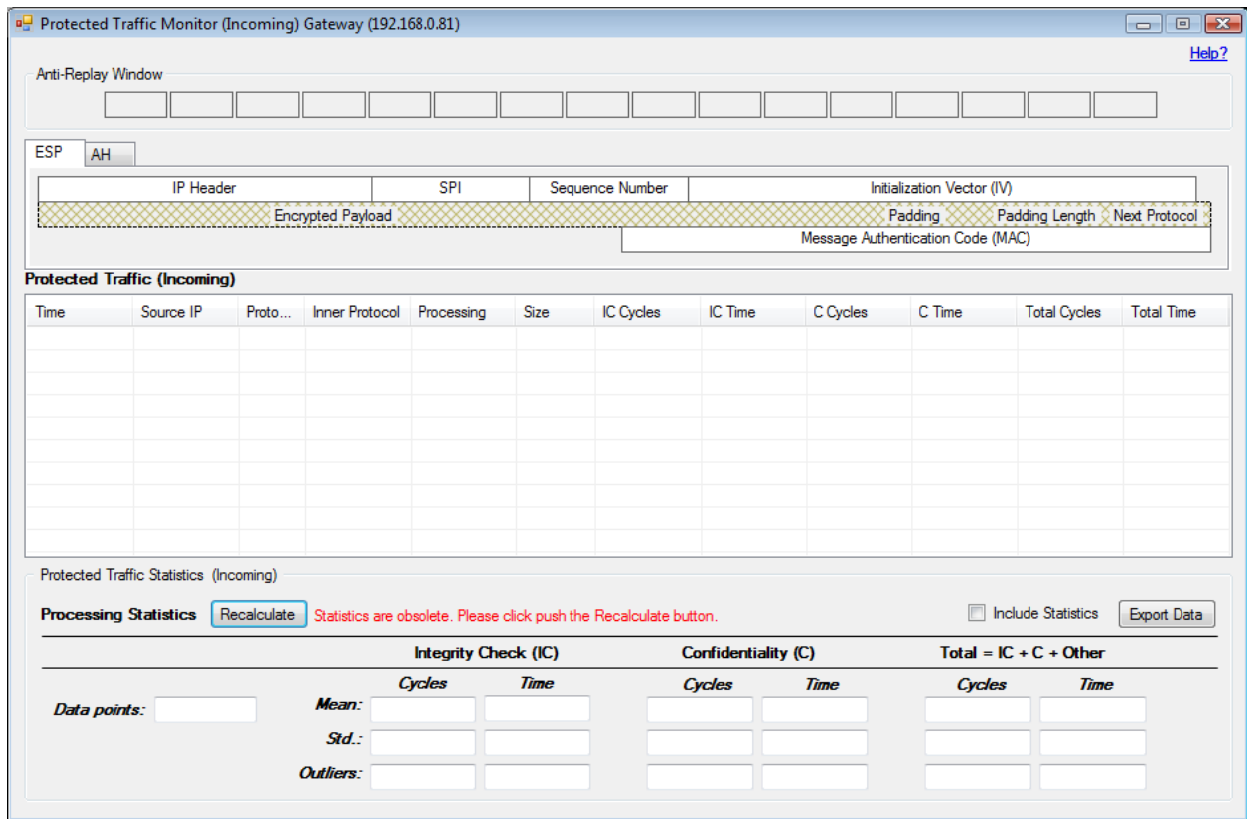 Protected Traffic Monitor (Incoming) Gateway (192.168.0.81)
Help?
Anti-Replay Window
ESP AH
IP Header SPI Sequence Number Initialization Vector (IV)
Encrypted Payload Padding Padding Length Next Protocol
Message Authentication Code (MAC)
Protected Traffic (Incoming)
Time Source IP Proto... Inner Protocol Processing Size IC Cycles IC Time C Cycles C Time Total Cycles Total Time
Protected Traffic Statistics (Incoming)
Processing Statistics Recalculate Statistics are obsolete. Please click push the Recalculate button. Include Statistics Export Data
Integrity Check (IC) Confidentiality (C) Total = IC + C + Other
Cycles Time Cycles Time Cycles Time
Data points: Mean:
Std.:
Outliers: